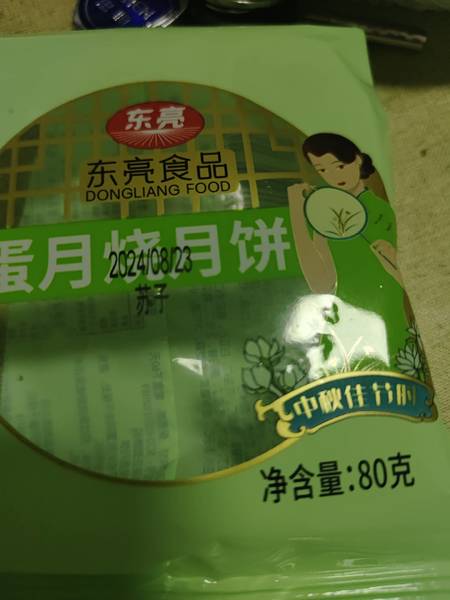 东亮
东亮食品
DONGLIANG FOOD
蛋月烧月饼
2024/08/23
苏子
中秋佳节时
净含量:80克